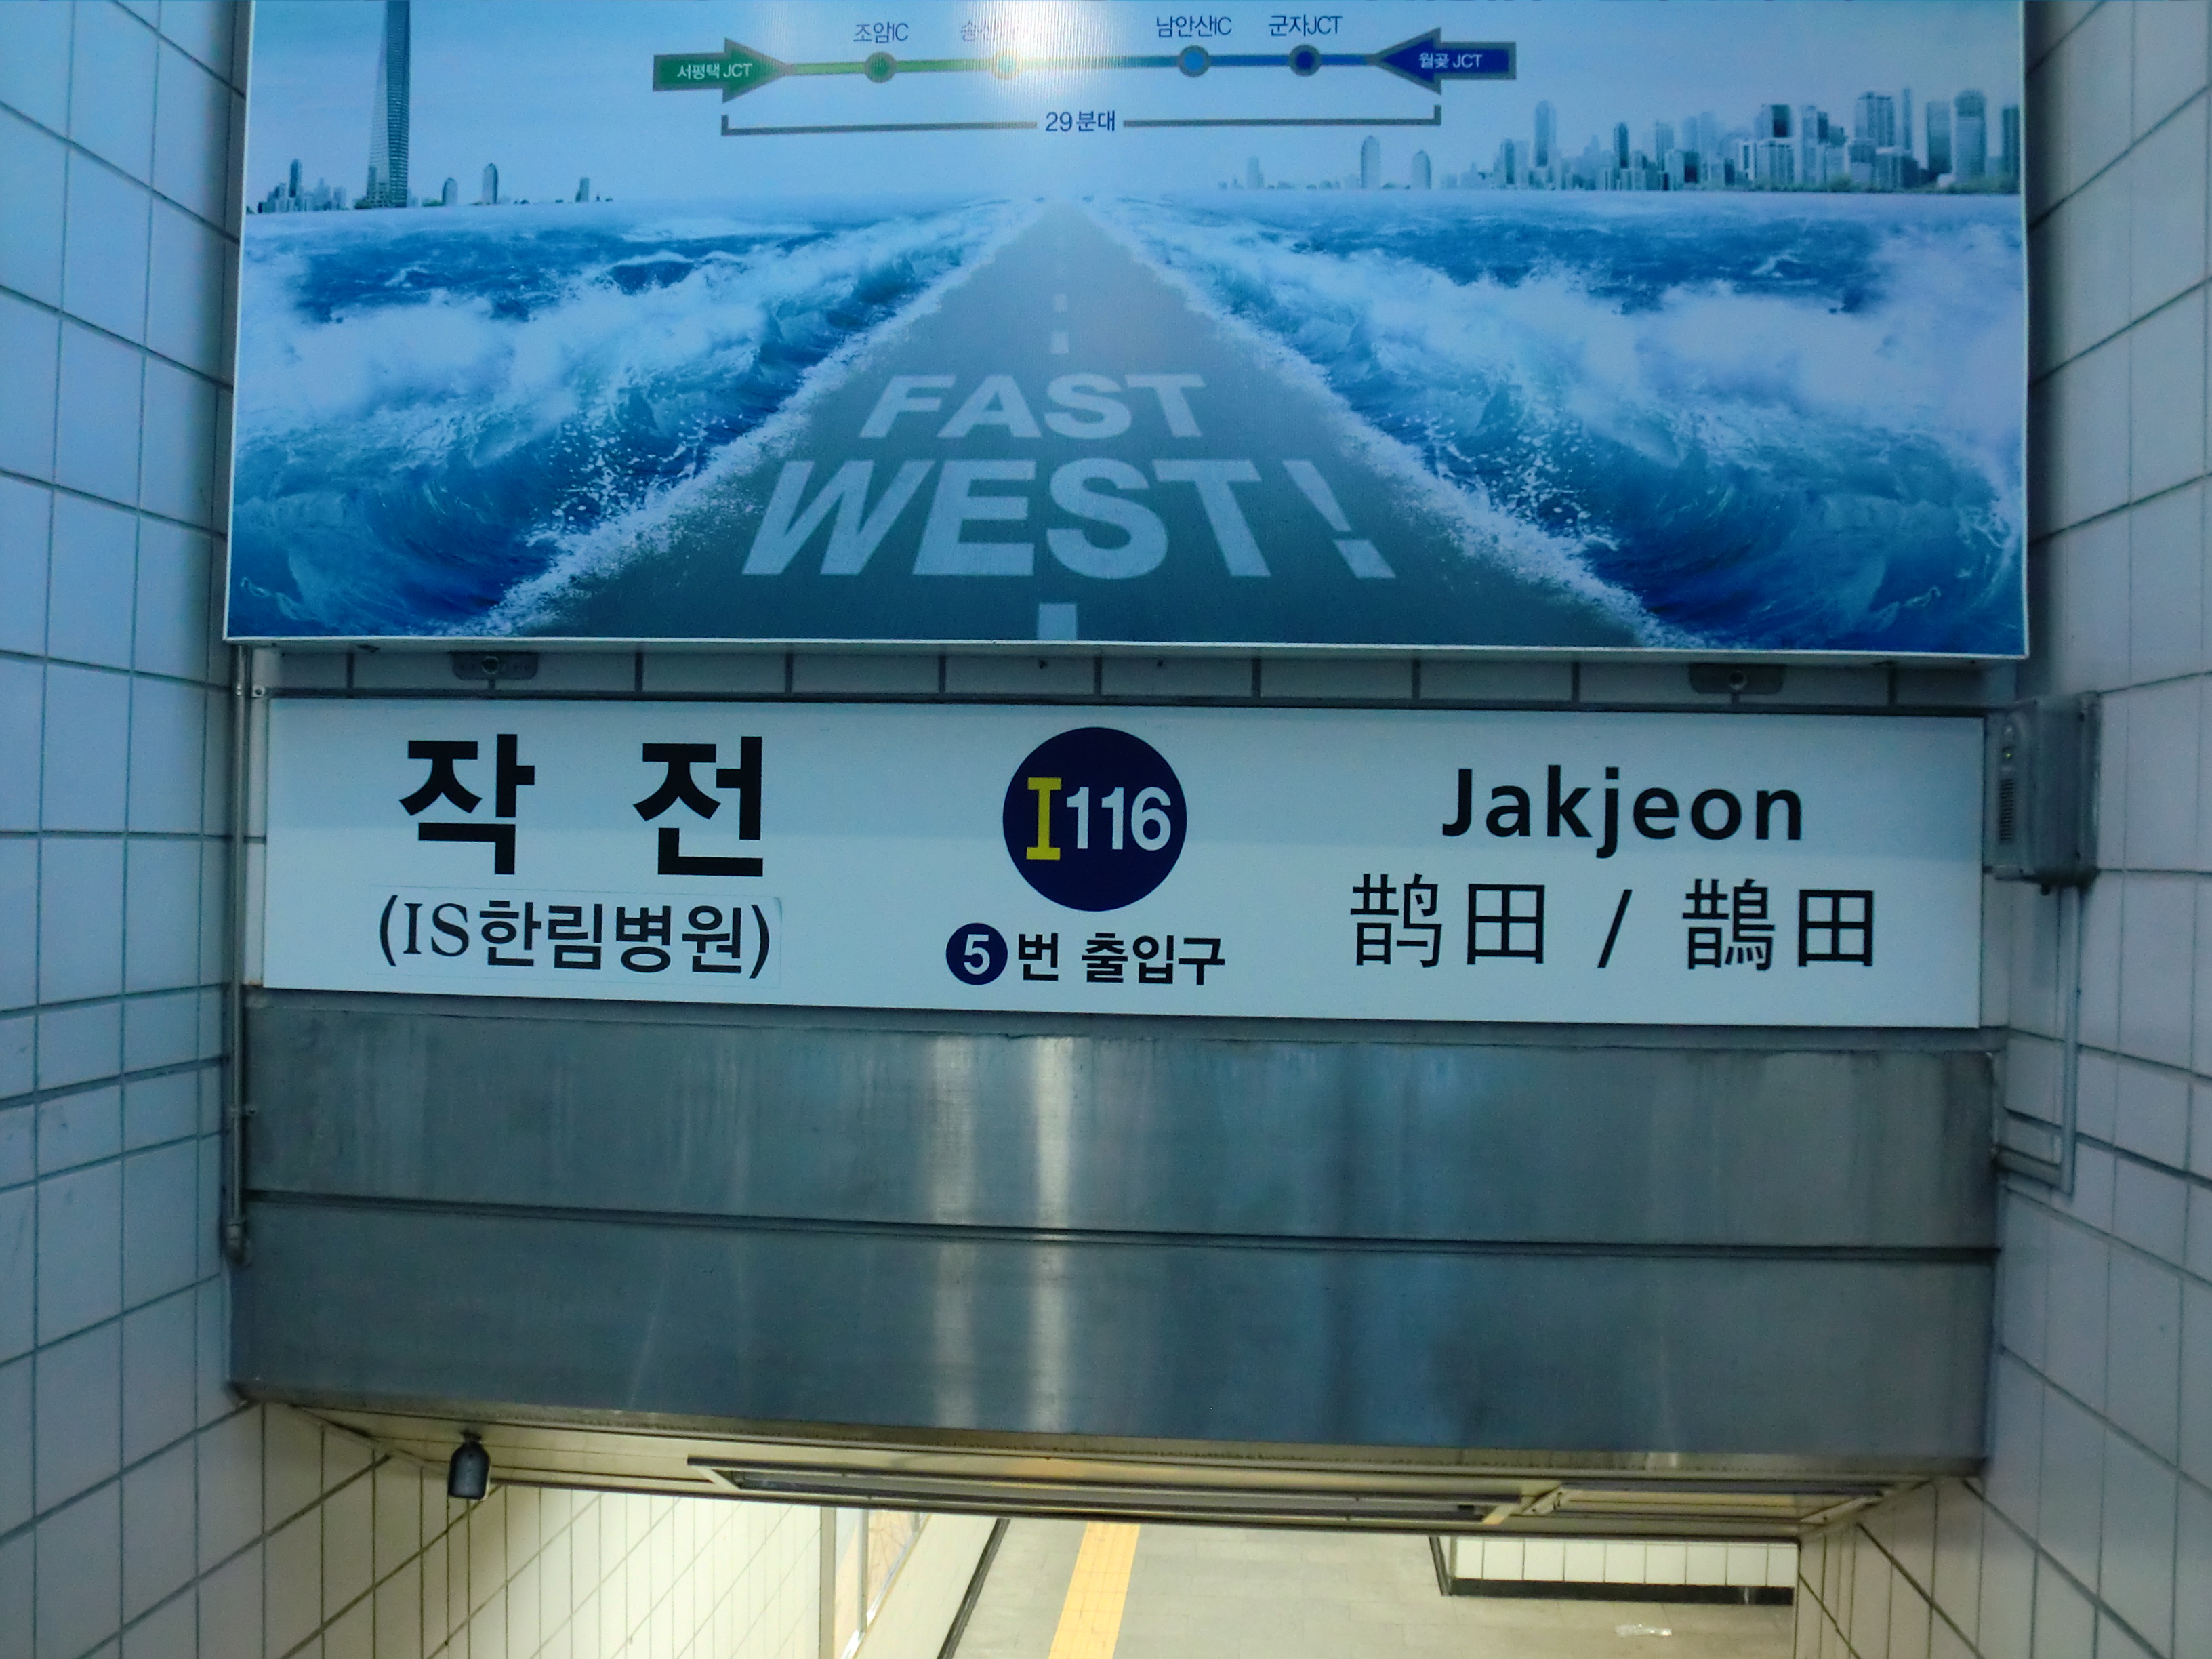 조암IC
남안산IC 군자JCT
서평택 JCT
월곶 JCT
29분대
FAST
WEST!
작전
I116
Jakjeon
(IS한림병원)
5번 출입구
鹊田 / 鵲田